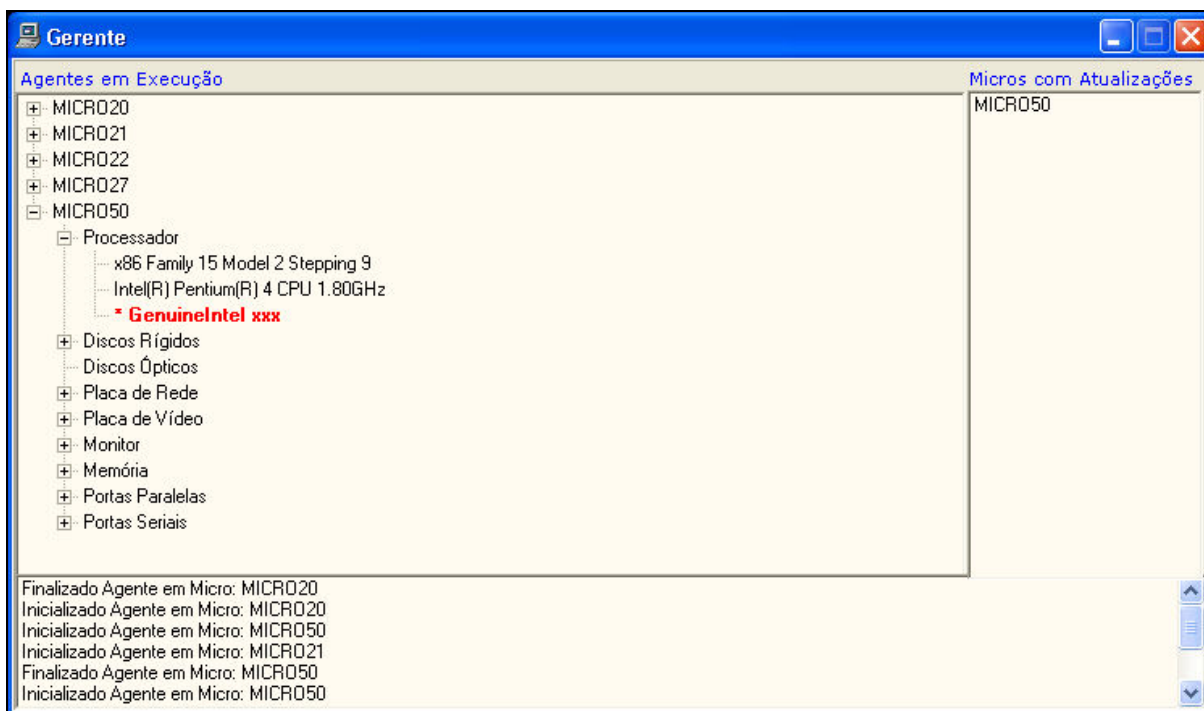 Gerente
Agentes em Execução
Micros com Atualizações
MICRO20
MICRO21
MICRO22
MICRO27
MICRO50
Processador
x86 Family 15 Model 2 Stepping 9
Intel(R) Pentium(R) 4 CPU 1.80GHz
* GenuineIntel xxx
Discos Rígidos
Discos Ópticos
Placa de Rede
Placa de Vídeo
Monitor
Memória
Portas Paralelas
Portas Seriais
MICRO50
Finalizado Agente em Micro: MICRO20
Inicializado Agente em Micro: MICRO20
Inicializado Agente em Micro: MICRO50
Inicializado Agente em Micro: MICRO21
Finalizado Agente em Micro: MICRO50
Inicializado Agente em Micro: MICRO50